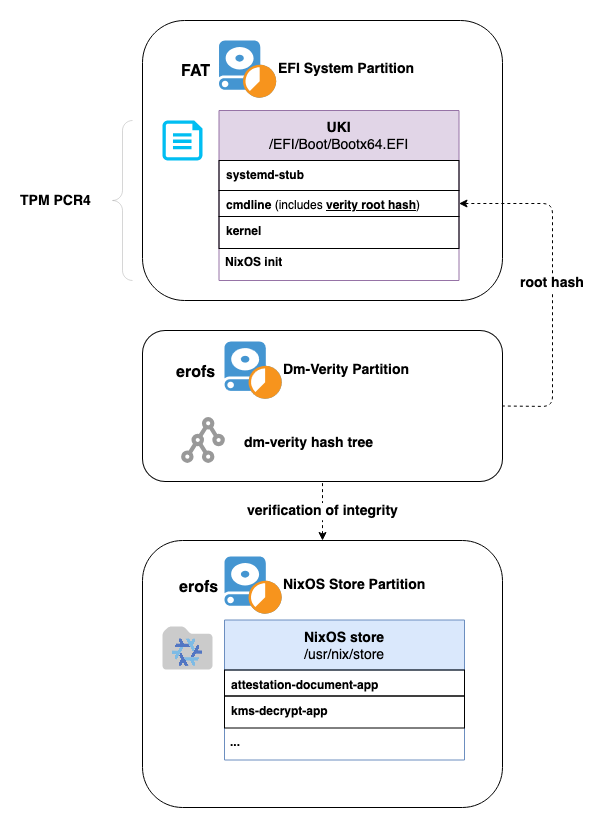 FAT
EFI System Partition
UKI
/EFI/Boot/Bootx64.EFI
TPM PCR4
systemd-stub
cmdline (includes verity root hash)
kernel
NixOS init
root hash
erofs
Dm-Verity Partition
dm-verity hash tree
verification of integrity
erofs
NixOS Store Partition
NixOS store
/usr/nix/store
attestation-document-app
kms-decrypt-app
...